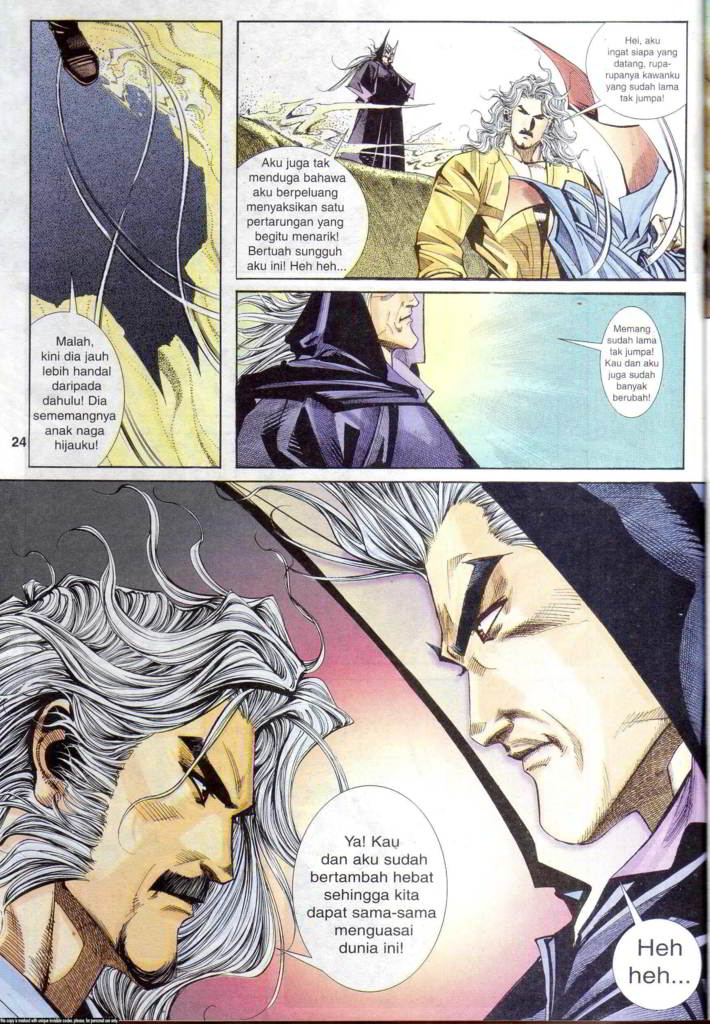 Malah,
kini dia jauh
lebih handal
daripada
dahulu! Dia
sememangnya
anak naga
hijauku!
Hei, aku
ingat siapa yang
datang, rupa-
rupanya kawanku
yang sudah lama
tak jumpa!
Aku juga tak
menduga bahawa
aku berpeluang
menyaksikan satu
pertarungan yang
begitu menarik!
Bertuah sungguh
aku ini! Heh heh...
Memang
sudah lama
tak jumpa!
Kau dan aku
juga sudah
banyak
berubah!
24
Ya! Kau
dan aku sudah
bertambah hebat
sehingga kita
dapat sama-sama
menguasai
dunia ini!
Heh
heh...